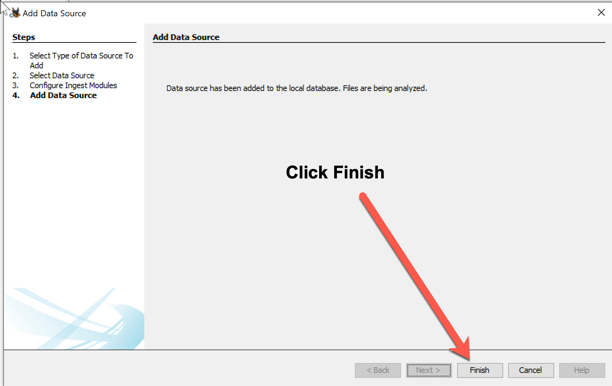 Add Data Source
Steps
1. Select Type of Data Source To
Add
2. Select Data Source
3. Configure Ingest Modules
4. Add Data Source
Add Data Source
Data source has been added to the local database. Files are being analyzed.
Click Finish
< Back
Next >
Finish
Cancel
Help